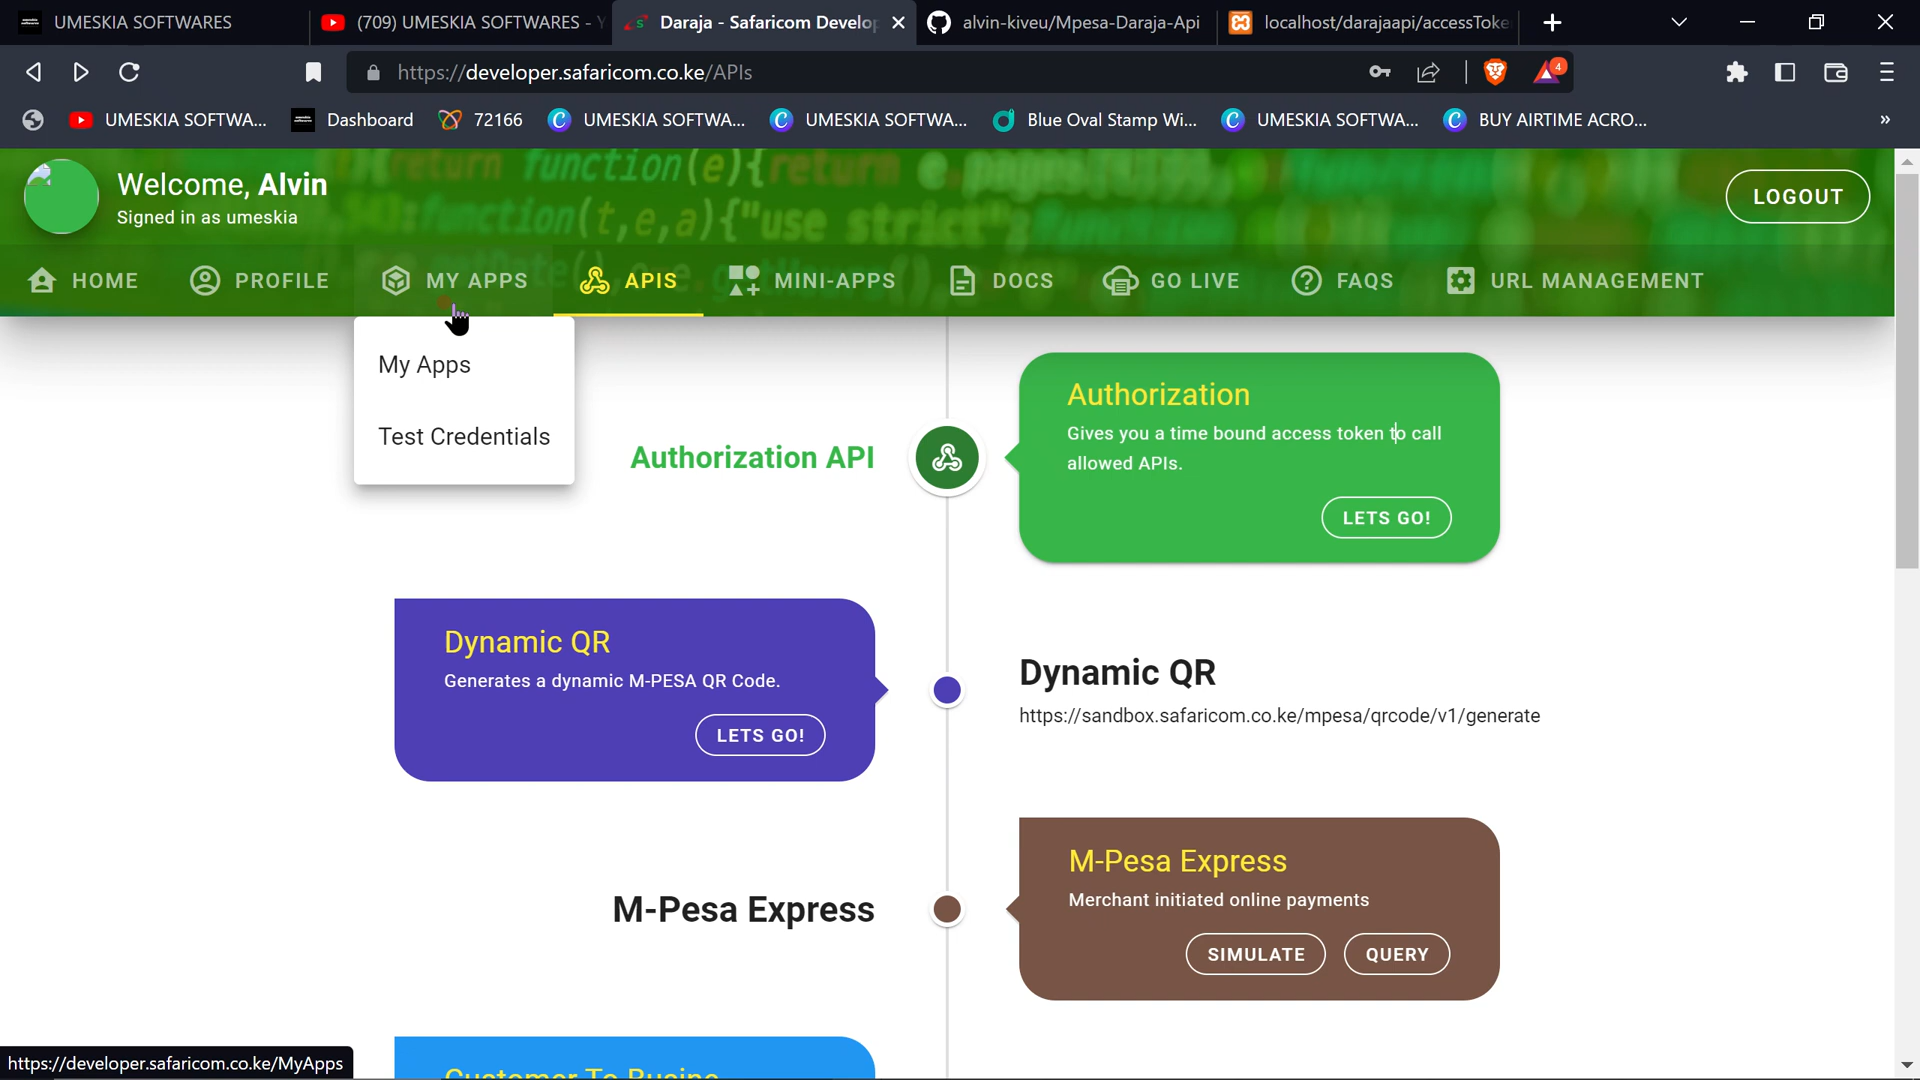 UMESKIA SOFTWARES
(709) UMESKIA SOFTWARES - Y
Daraja - Safaricom Develop
alvin-kiveu/Mpesa-Daraja-Api
localhost/darajaapi/accessToke
https://developer.safaricom.co.ke/APIs
4
UMESKIA SOFTWA...
Dashboard
72166
UMESKIA SOFTWA...
UMESKIA SOFTWA...
Blue Oval Stamp Wi...
UMESKIA SOFTWA...
BUY AIRTIME ACRO...
»
Welcome, Alvin
Signed in as umeskia
LOGOUT
HOME
PROFILE
MY APPS
APIS
MINI-APPS
DOCS
GO LIVE
FAQS
URL MANAGEMENT
My Apps
Test Credentials
Authorization API
Authorization
Gives you a time bound access token to call
allowed APIs.
LETS GO!
Dynamic QR
Generates a dynamic M-PESA QR Code.
LETS GO!
Dynamic QR
https://sandbox.safaricom.co.ke/mpesa/qrcode/v1/generate
M-Pesa Express
M-Pesa Express
Merchant initiated online payments
SIMULATE
QUERY
Customer To Busine
https://developer.safaricom.co.ke/MyApps